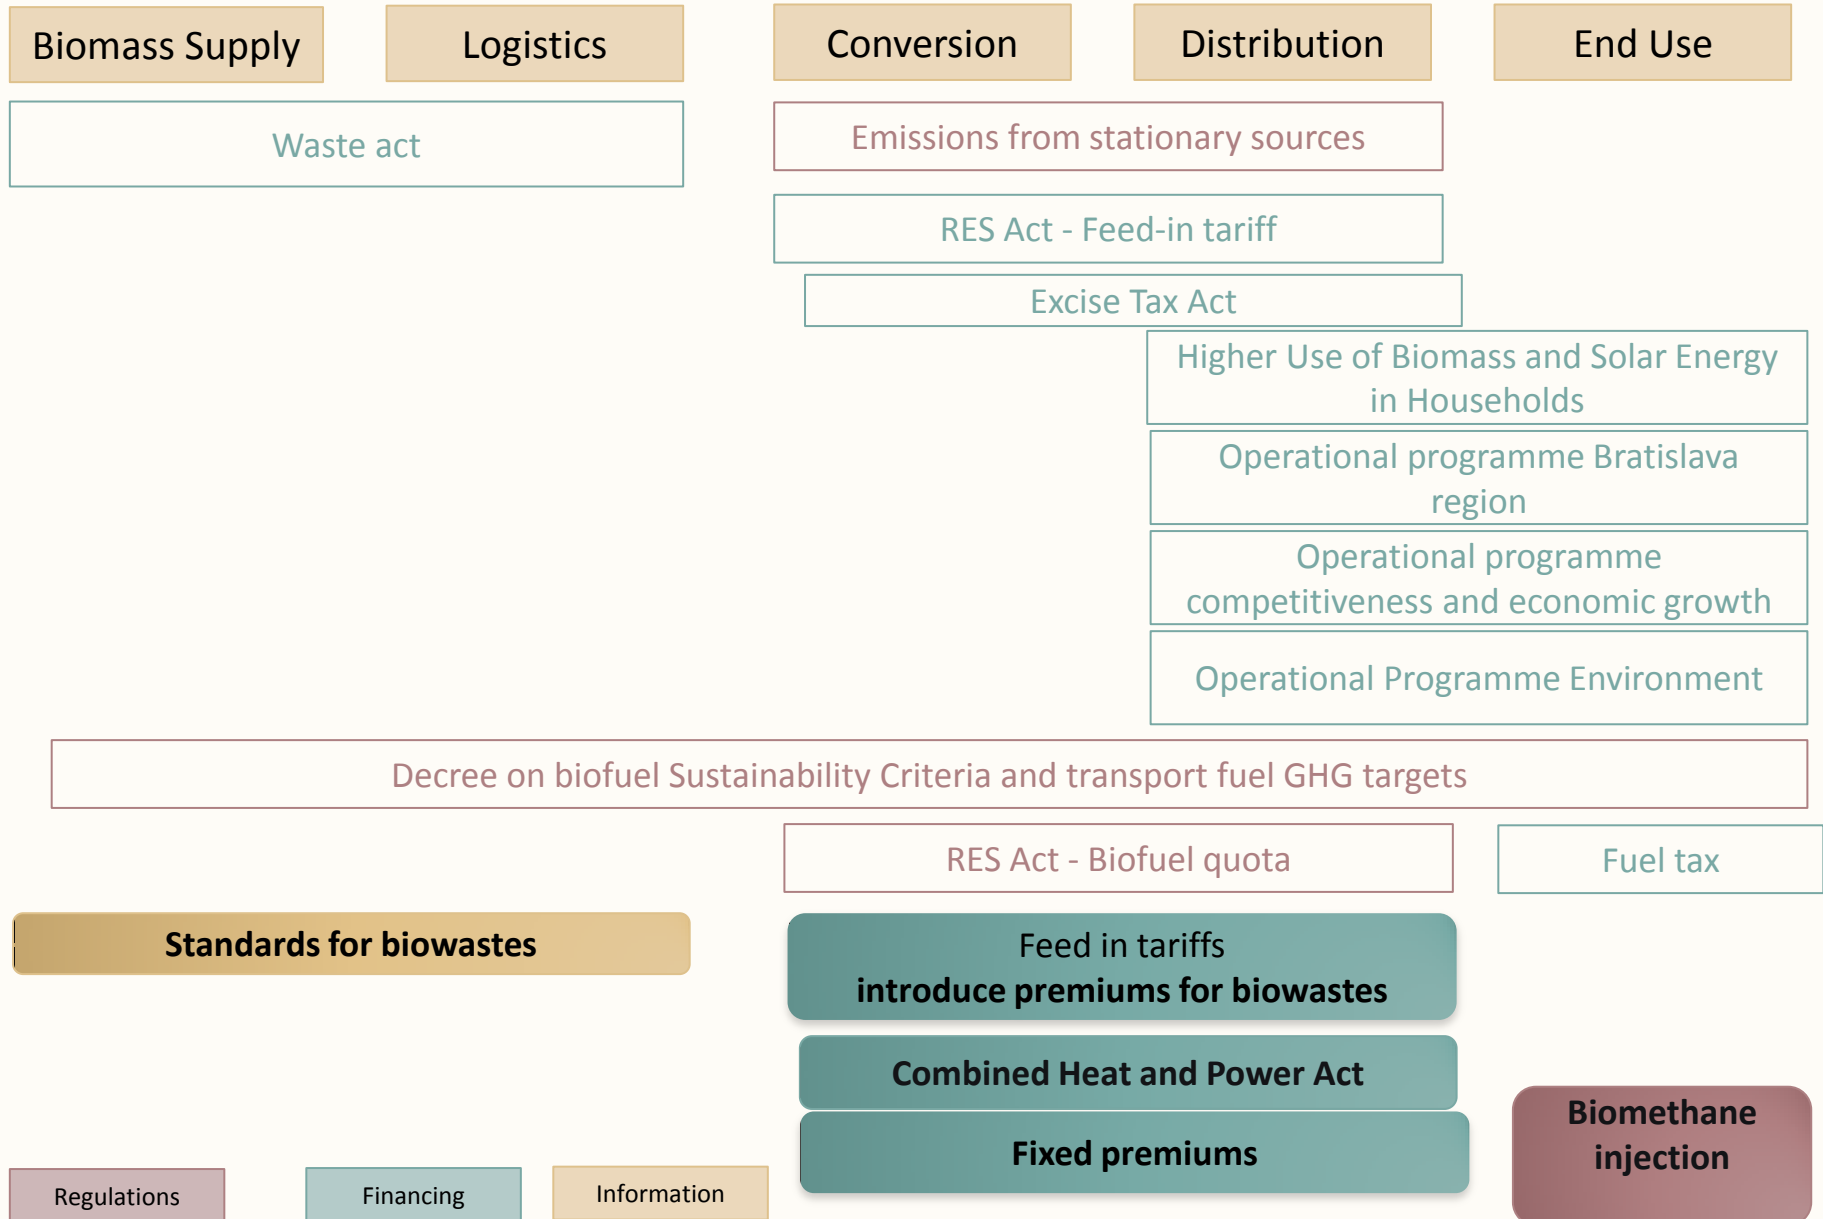 Biomass Supply
Logistics
Conversion
Distribution
End Use
Waste act
Emissions from stationary sources
RES Act - Feed-in tariff
Excise Tax Act
Higher Use of Biomass and Solar Energy
in Households
Operational programme Bratislava
region
Operational programme
competitiveness and economic growth
Operational Programme Environment
Decree on biofuel Sustainability Criteria and transport fuel GHG targets
RES Act - Biofuel quota
Fuel tax
Standards for biowastes
Feed in tariffs
introduce premiums for biowastes
Combined Heat and Power Act
Fixed premiums
Biomethane
injection
Regulations
Financing
Information